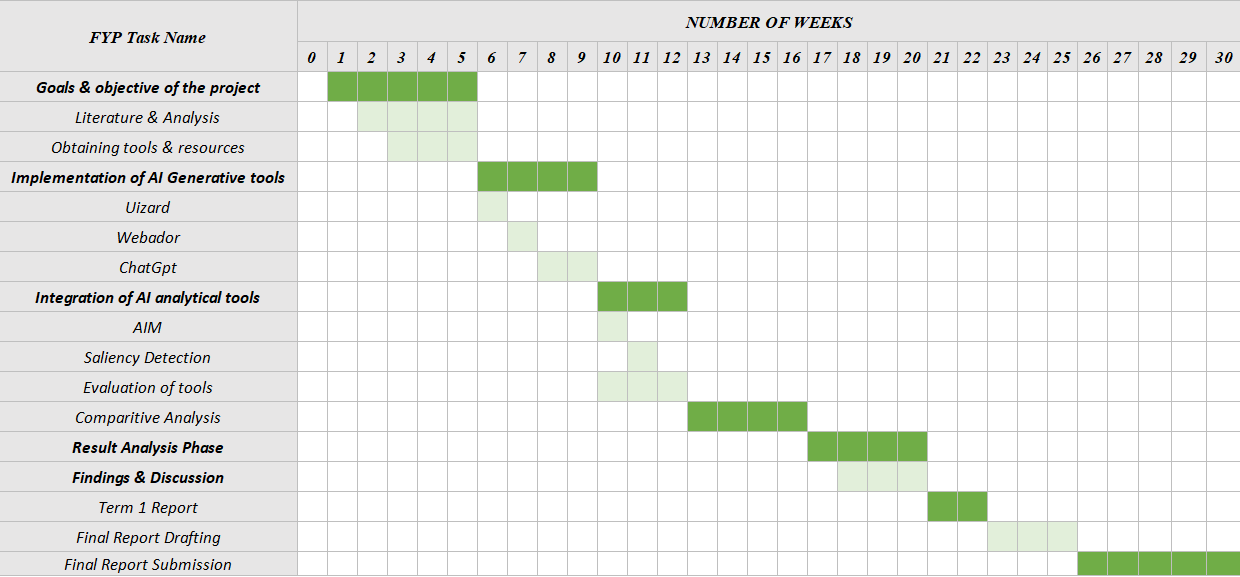 FYP Task Name
NUMBER OF WEEKS
0 1 2 3 4 5 6 7 8 9 10 11 12 13 14 15 16 17 18 19 20 21 22 23 24 25 26 27 28 29 30
Goals & objective of the project
Literature & Analysis
Obtaining tools & resources
Implementation of AI Generative tools
Uizard
Webador
ChatGpt
Integration of AI analytical tools
AIM
Saliency Detection
Evaluation of tools
Comparitive Analysis
Result Analysis Phase
Findings & Discussion
Term 1 Report
Final Report Drafting
Final Report Submission